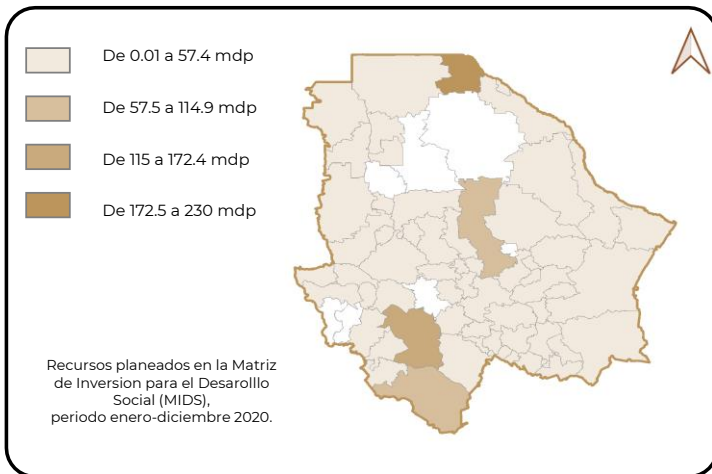 De 0.01 a 57.4 mdp
De 57.5 a 114.9 mdp
De 115 a 172.4 mdp
De 172.5 a 230 mdp
Recursos planeados en la Matriz
de Inversion para el Desarolllo
Social (MIDS),
periodo enero-diciembre 2020.